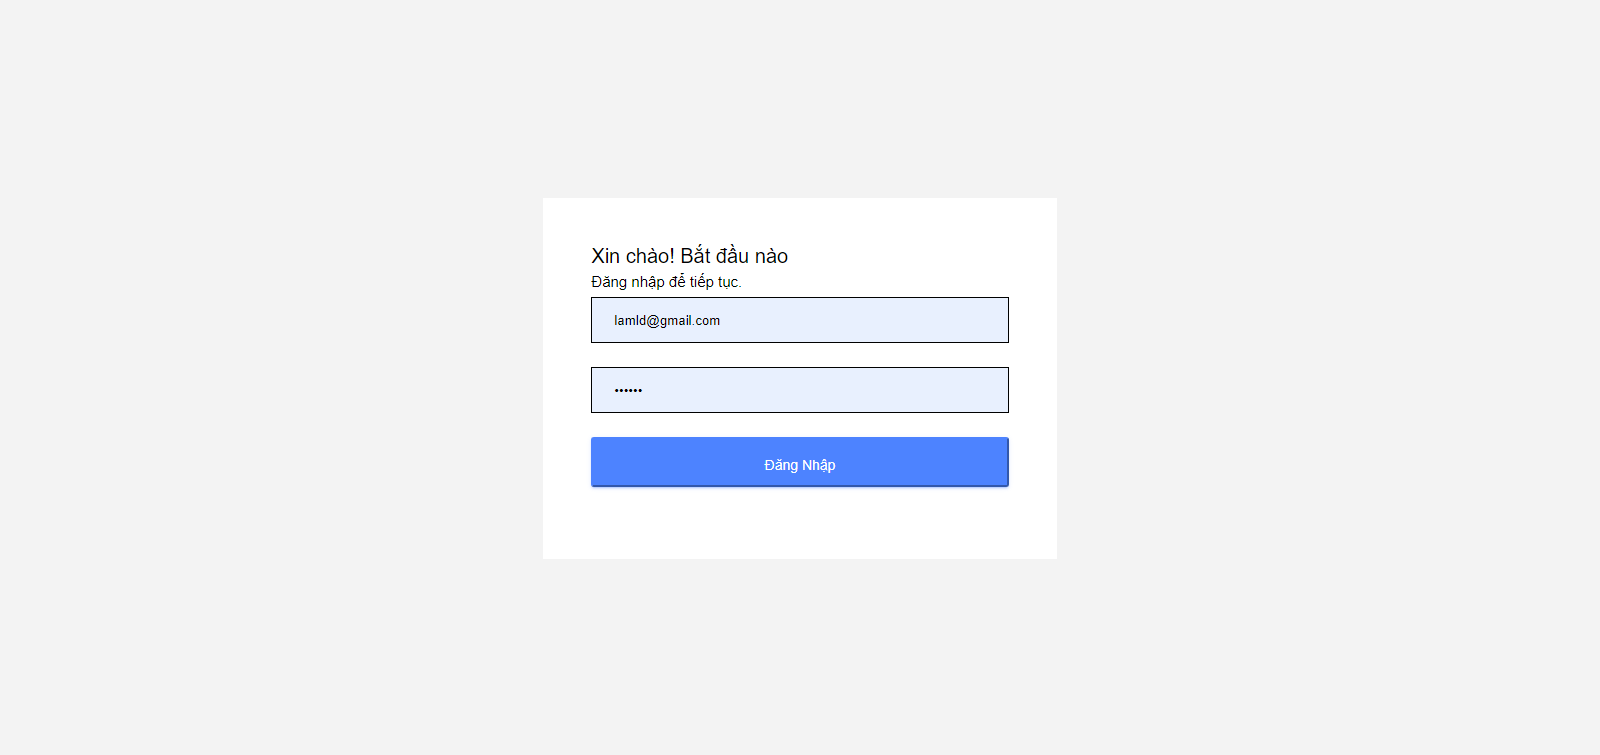 Xin chào! Bắt đầu nào
Đăng nhập để tiếp tục.
lamld@gmail.com
••••••
Đăng Nhập